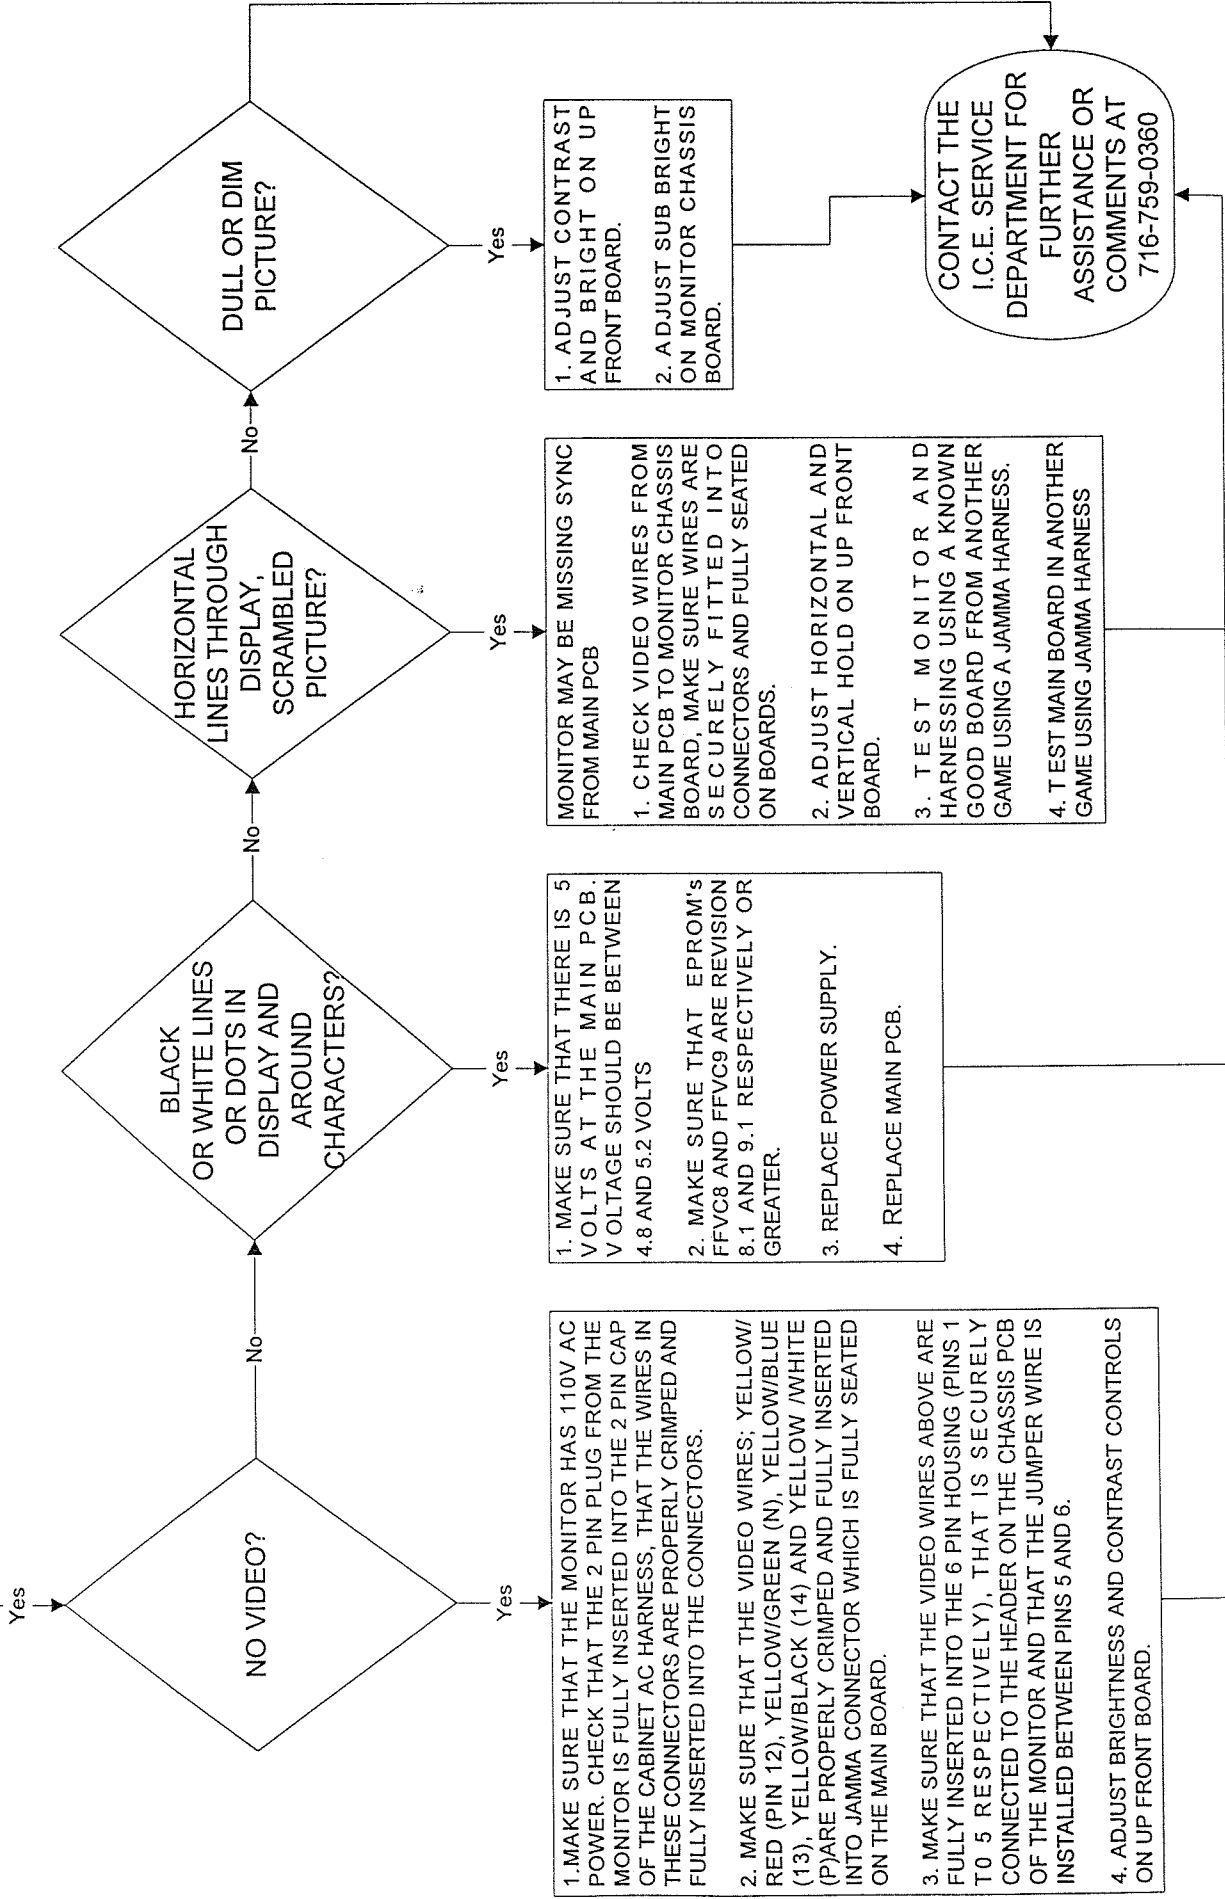 Yes
NO VIDEO?
No
Yes
1.MAKE SURE THAT THE MONITOR HAS 110V AC
POWER. CHECK THAT THE 2 PIN PLUG FROM THE
MONITOR IS FULLY INSERTED INTO THE 2 PIN CAP
OF THE CABINET AC HARNESS, THAT THE WIRES IN
THESE CONNECTORS ARE PROPERLY CRIMPED AND
FULLY INSERTED INTO THE CONNECTORS.
2. MAKE SURE THAT THE VIDEO WIRES; YELLOW/
RED (PIN 12), YELLOW/GREEN (N), YELLOW/BLUE
(13), YELLOW/BLACK (14) AND YELLOW /WHITE
(P)ARE PROPERLY CRIMPED AND FULLY INSERTED
INTO JAMMA CONNECTOR WHICH IS FULLY SEATED
ON THE MAIN BOARD.
3. MAKE SURE THAT THE VIDEO WIRES ABOVE ARE
FULLY INSERTED INTO THE 6 PIN HOUSING (PINS 1
T0 5 RESPECTIVELY), THAT IS SECURELY
CONNECTED TO THE HEADER ON THE CHASSIS PCB
OF THE MONITOR AND THAT THE JUMPER WIRE IS
INSTALLED BETWEEN PINS 5 AND 6.
4. ADJUST BRIGHTNESS AND CONTRAST CONTROLS
ON UP FRONT BOARD.
BLACK
OR WHITE LINES
OR DOTS IN
DISPLAY AND
AROUND
CHARACTERS?
No
Yes
1. MAKE SURE THAT THERE IS 5
VOLTS AT THE MAIN PCB.
VOLTAGE SHOULD BE BETWEEN
4.8 AND 5.2 VOLTS
2. MAKE SURE THAT EPROM's
FFVC8 AND FFVC9 ARE REVISION
8.1 AND 9.1 RESPECTIVELY OR
GREATER.
3. REPLACE POWER SUPPLY.
4. REPLACE MAIN PCB.
HORIZONTAL
LINES THROUGH
DISPLAY,
SCRAMBLED
PICTURE?
No
Yes
MONITOR MAY BE MISSING SYNC
FROM MAIN PCB
1. CHECK VIDEO WIRES FROM
MAIN PCB TO MONITOR CHASSIS
BOARD, MAKE SURE WIRES ARE
SECURELY FITTED INTO
CONNECTORS AND FULLY SEATED
ON BOARDS.
2. ADJUST HORIZONTAL AND
VERTICAL HOLD ON UP FRONT
BOARD.
3. TEST MONITOR AND
HARNESSING USING A KNOWN
GOOD BOARD FROM ANOTHER
GAME USING A JAMMA HARNESS.
4. TEST MAIN BOARD IN ANOTHER
GAME USING JAMMA HARNESS
DULL OR DIM
PICTURE?
Yes
1. ADJUST CONTRAST
AND BRIGHT ON UP
FRONT BOARD.
2. ADJUST SUB BRIGHT
ON MONITOR CHASSIS
BOARD.
CONTACT THE
I.C.E. SERVICE
DEPARTMENT FOR
FURTHER
ASSISTANCE OR
COMMENTS AT
716-759-0360